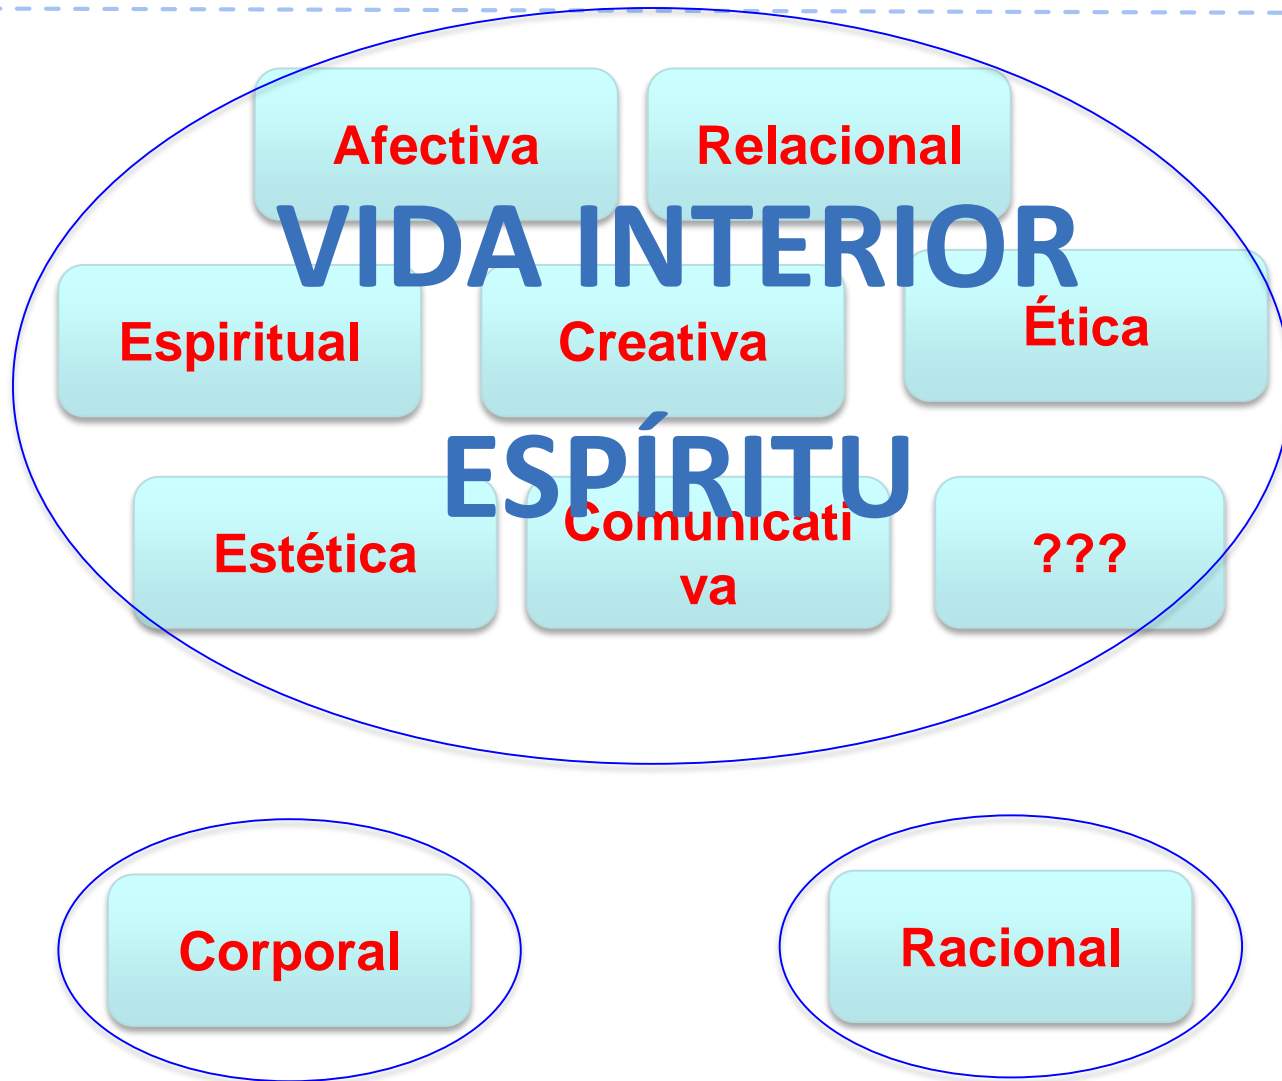 Afectiva
Relacional
VIDA INTERIOR
Espiritual
Creativa
Ética
ESPÍRITU
Estética
Comunicati
va
???
Corporal
Racional